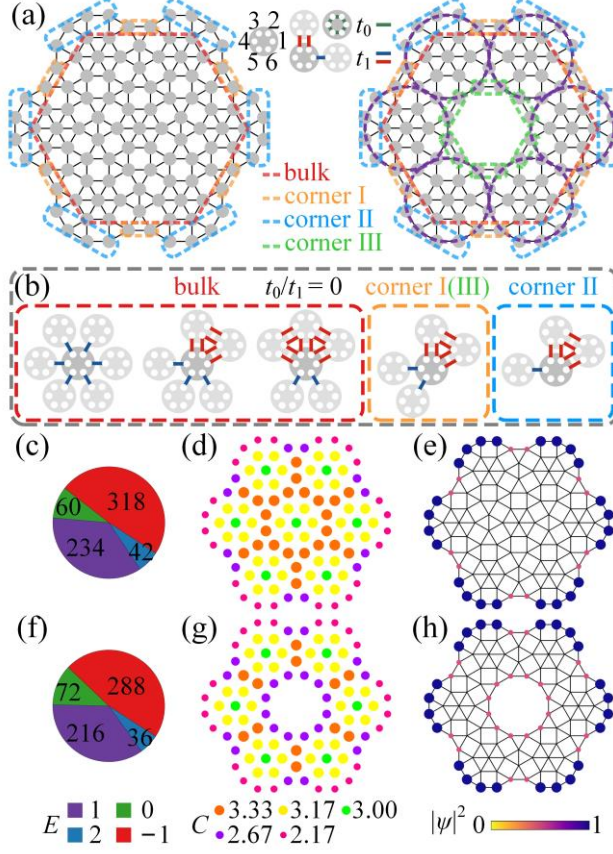 (a)
3 2
4 1
5 6
t₀
t₁
bulk
corner I
corner II
corner III
(b) bulk t₀/t₁ = 0 corner I(III) corner II
(c) (d) (e)
318
60
234
42
(f) (g) (h)
288
72
216
36
E 1 0 C 3.33 3.17 3.00 |ψ|² 0 1
2 −1 2.67 2.17